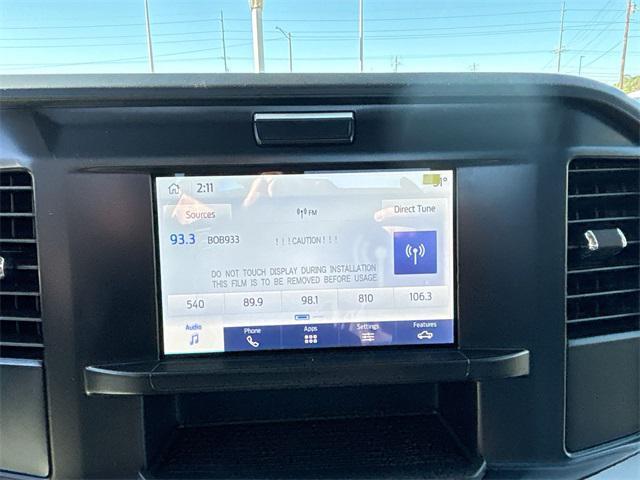 2:11
Sources
FM
Direct Tune
93.3 BOB933
!!!CAUTION!!!
DO NOT TOUCH DISPLAY DURING INSTALLATION
THIS FILM IS TO BE REMOVED BEFORE USAGE
540 89.9 98.1 810 106.3
Audio Phone Apps Settings Features